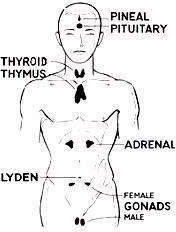 PINEAL
PITUITARY
THYROID
THYMUS
ADRENAL
LYDEN
FEMALE
GONADS
MALE